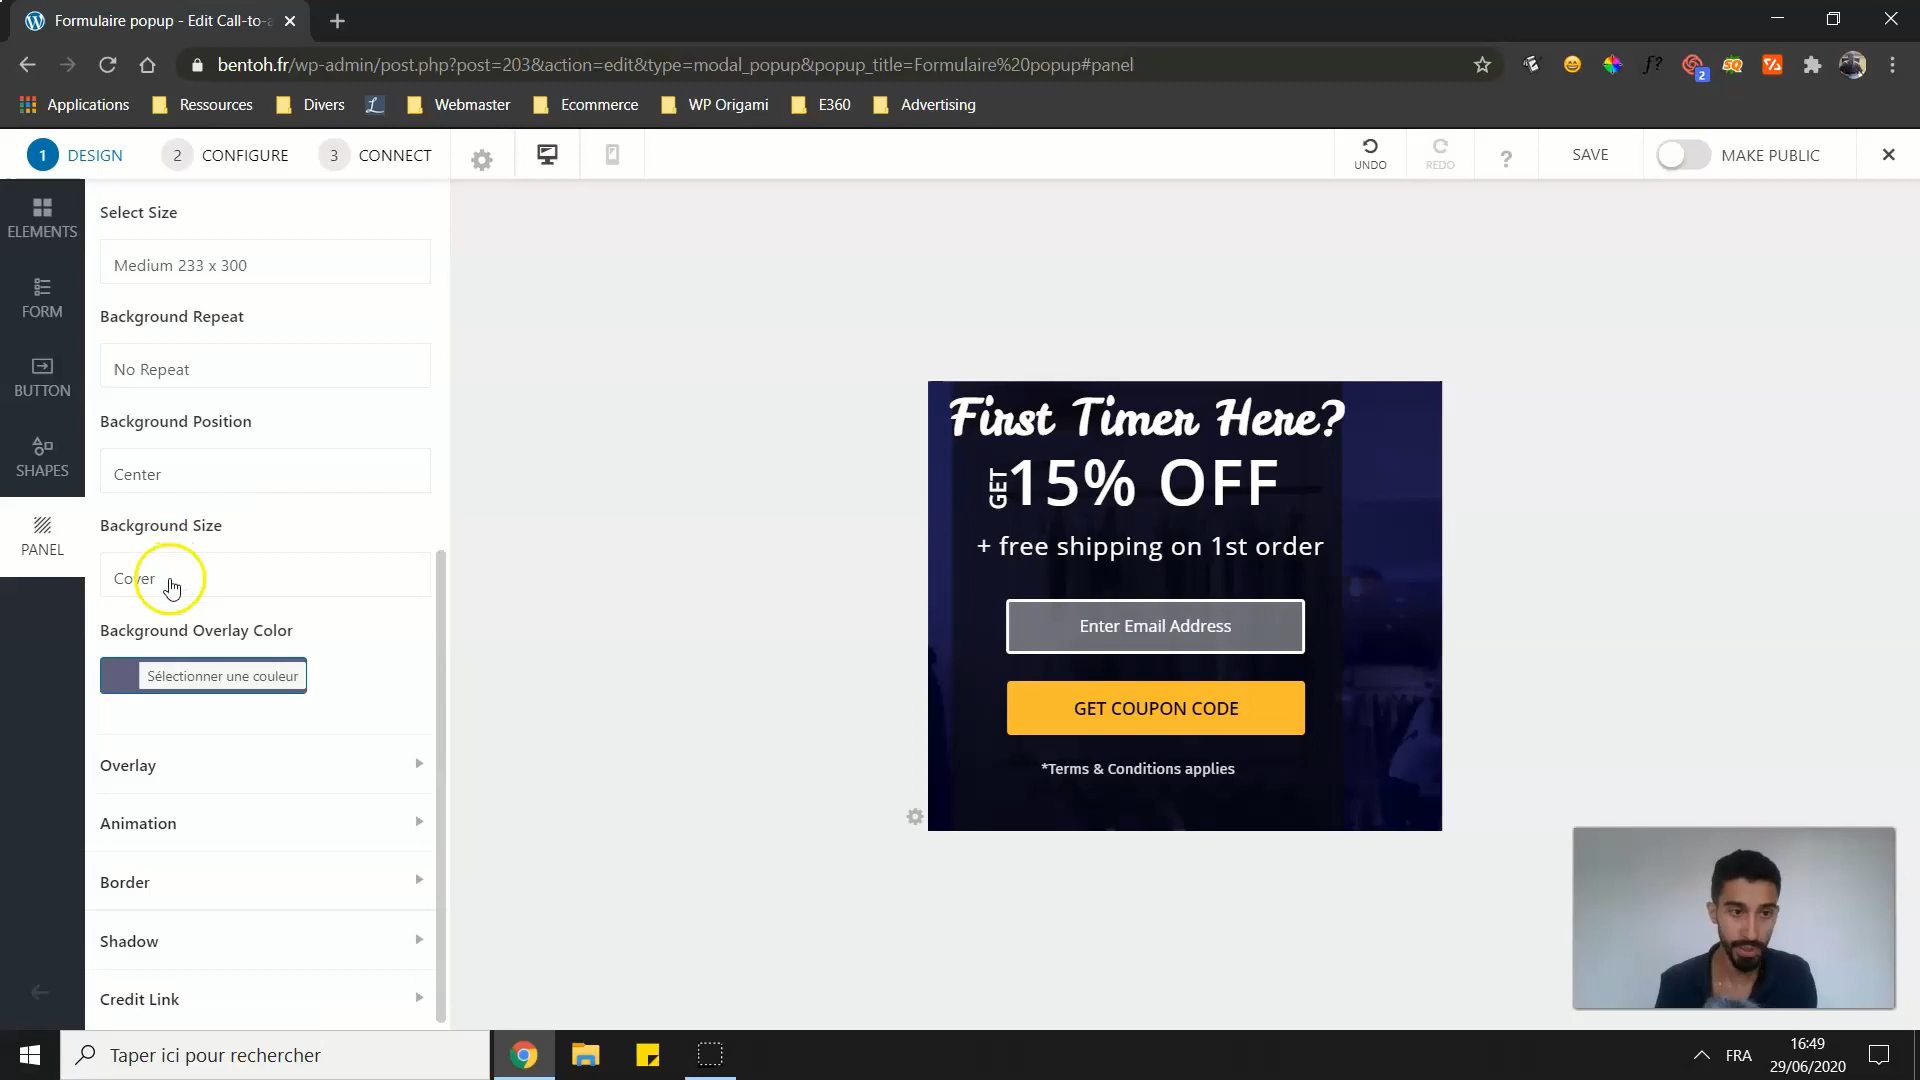 Formulaire popup - Edit Call-to-a
bentoh.fr/wp-admin/post.php?post=203&action=edit&type=modal_popup&popup_title=Formulaire%20popup#panel
f?
2
SQ
Applications
Ressources
Divers
L
Webmaster
Ecommerce
WP Origami
E360
Advertising
1 DESIGN
2 CONFIGURE
3 CONNECT
UNDO
REDO
?
SAVE
MAKE PUBLIC
ELEMENTS
FORM
BUTTON
SHAPES
PANEL
Select Size
Medium 233 x 300
Background Repeat
No Repeat
Background Position
Center
Background Size
Cover
Background Overlay Color
Sélectionner une couleur
Overlay
Animation
Border
Shadow
Credit Link
First Timer Here?
GET 15% OFF
+ free shipping on 1st order
Enter Email Address
GET COUPON CODE
*Terms & Conditions applies
Taper ici pour rechercher
FRA
16:49
29/06/2020